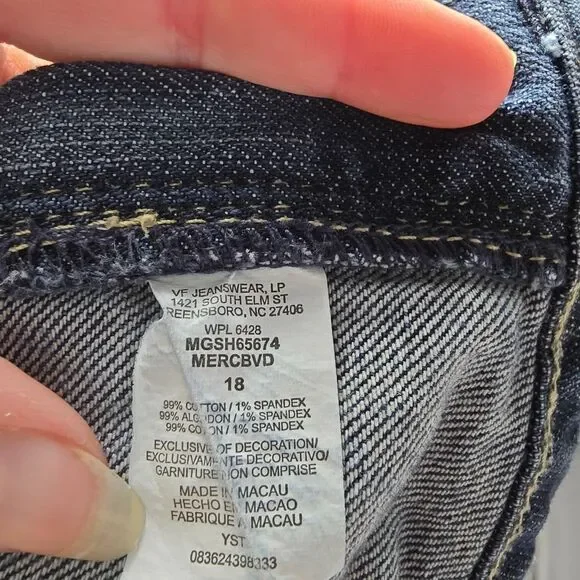 VF JEANSWEAR, LP
1421 SOUTH ELM ST
REENSBORO, NC 27406
WPL 6428
MGSH65674
MERCBVD
18
99% COTTON / 1% SPANDEX
99% ALGODON / 1% SPANDEX
99% COTON / 1% SPANDEX
EXCLUSIVE OF DECORATION/
EXCLUSIVAMENTE DECORATIVO/
GARNITURE NON COMPRISE
MADE IN MACAU
HECHO EN MACAO
FABRIQUE A MACAU
YST
083624398333